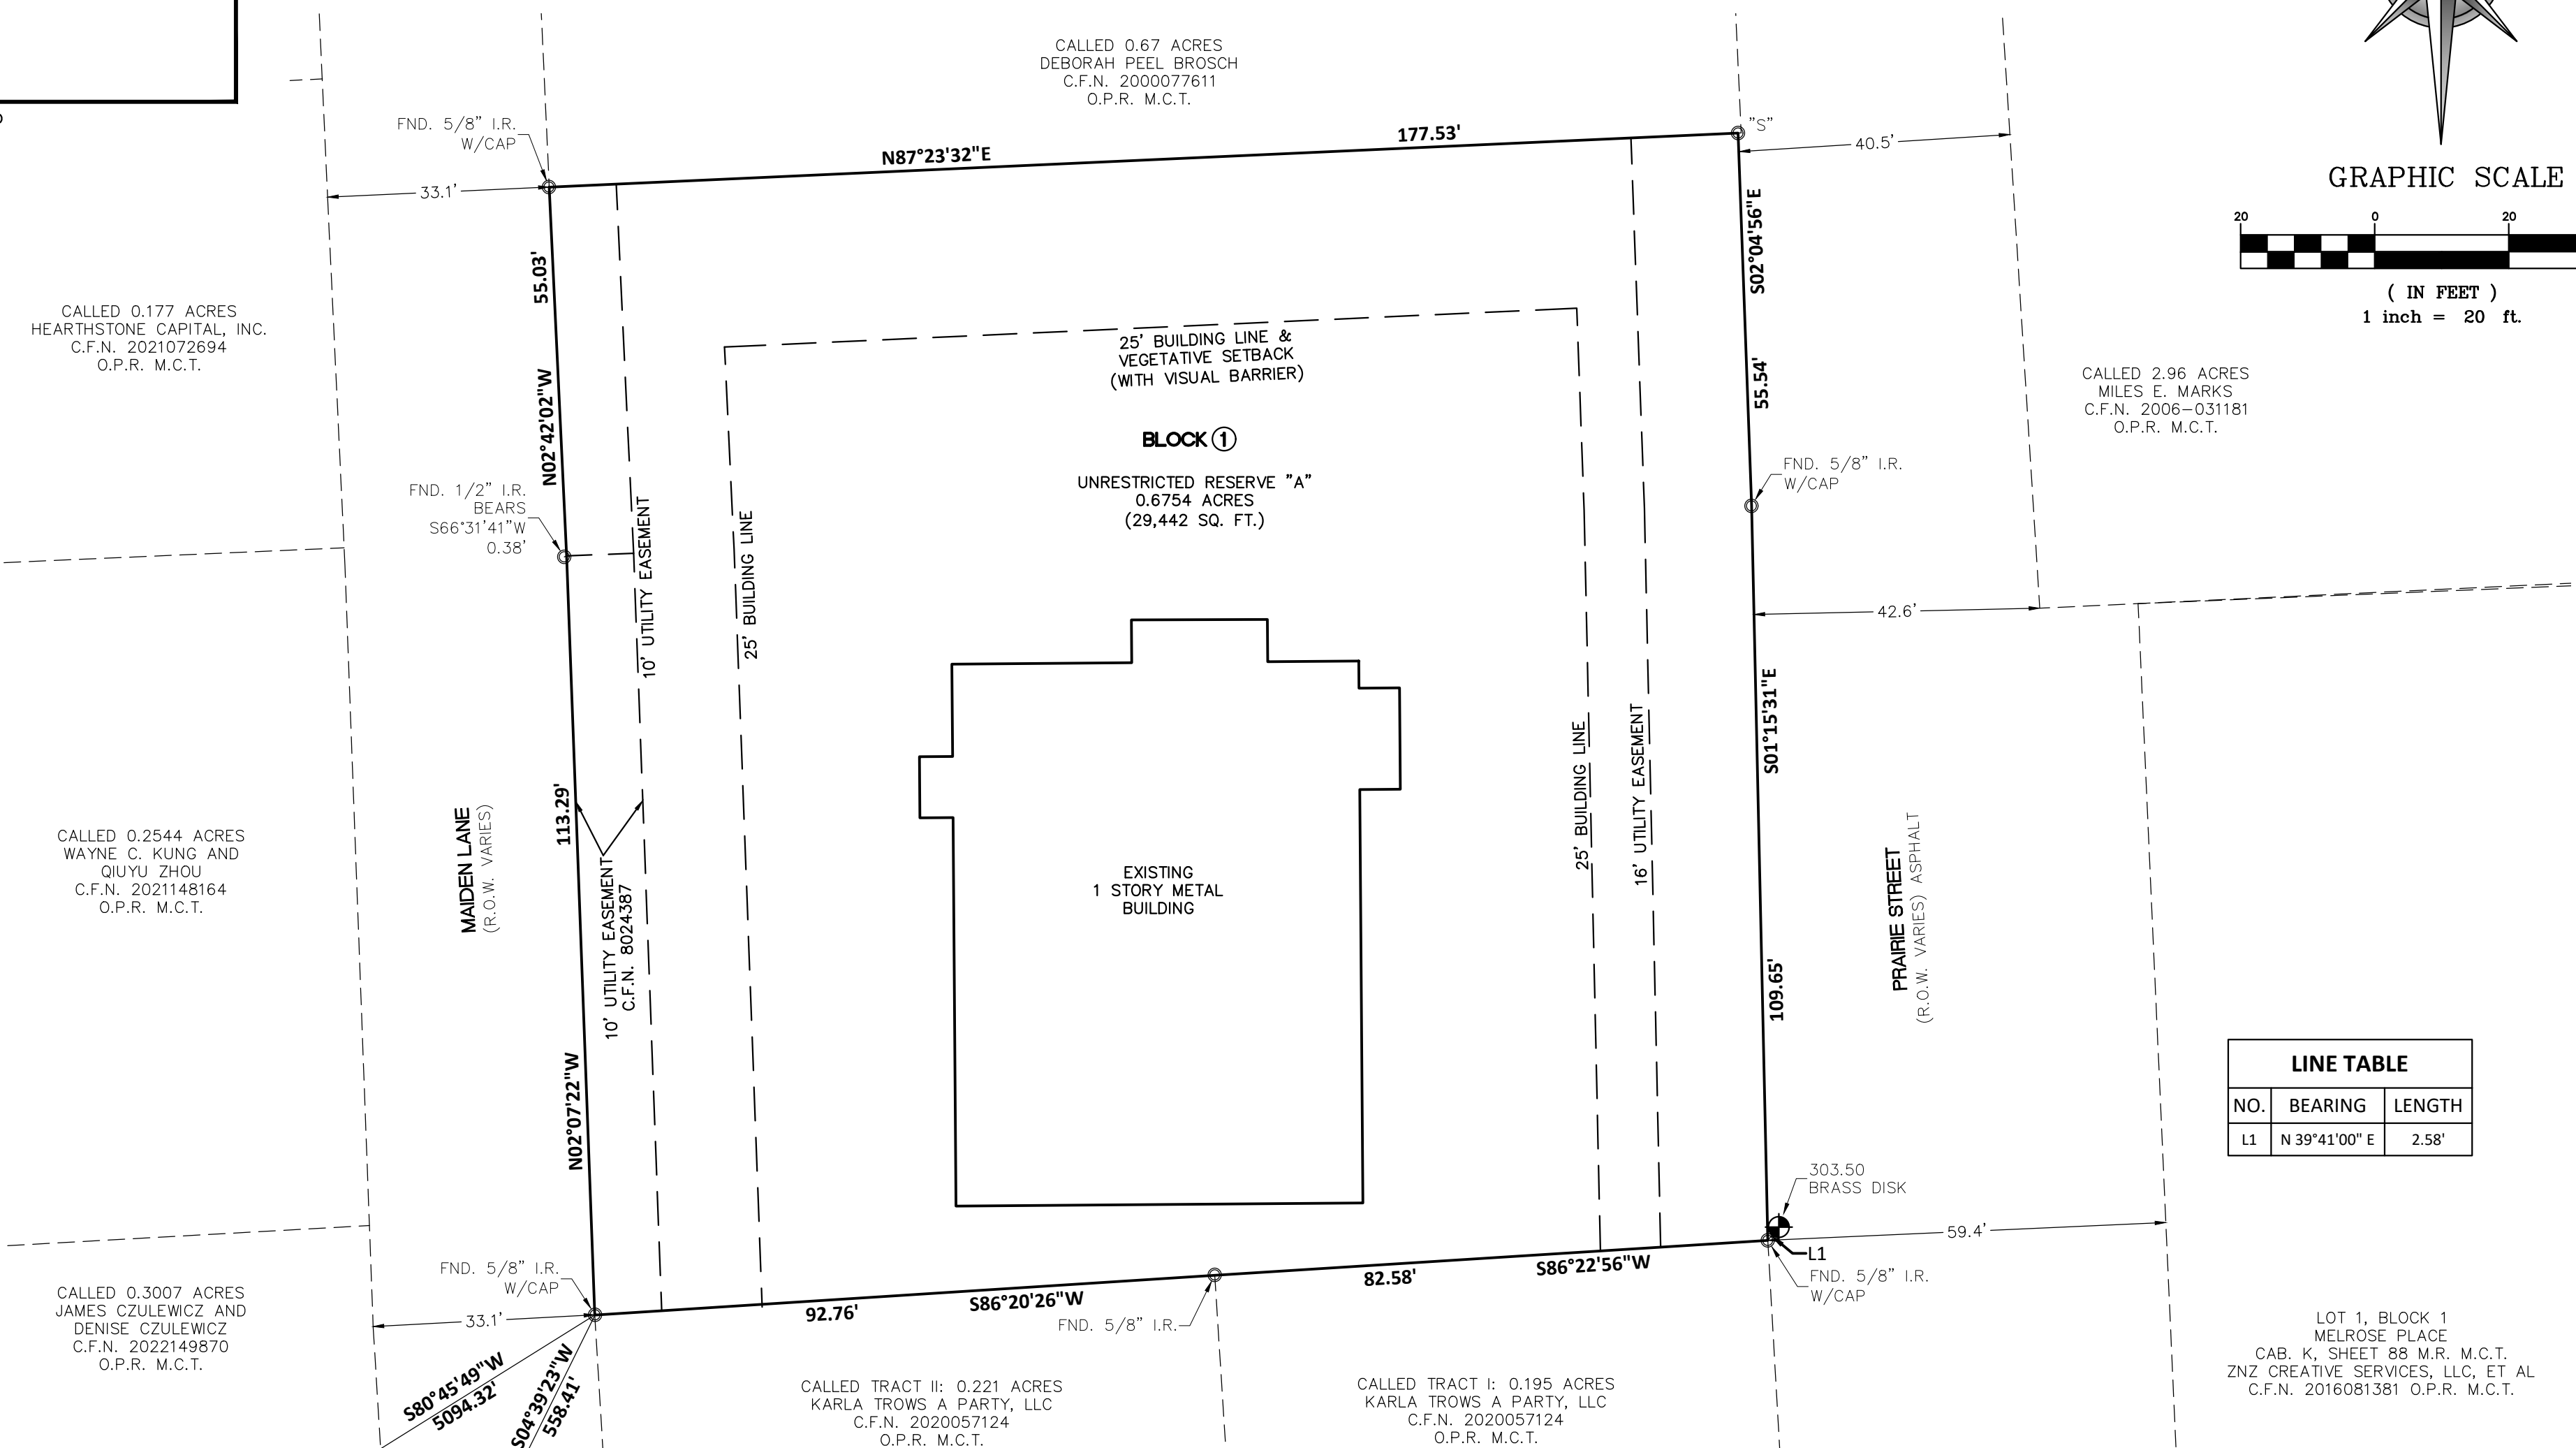 CALLED 0.67 ACRES
DEBORAH PEEL BROSCH
C.F.N. 2000077611
O.P.R. M.C.T.
FND. 5/8" I.R.
W/CAP
N87°23'32"E
177.53'
"S"
40.5'
33.1'
GRAPHIC SCALE
20 0 20
( IN FEET )
1 inch = 20 ft.
55.03'
N02°42'02"W
S02°04'56"E
55.54'
CALLED 0.177 ACRES
HEARTHSTONE CAPITAL, INC.
C.F.N. 2021072694
O.P.R. M.C.T.
25' BUILDING LINE &
VEGETATIVE SETBACK
(WITH VISUAL BARRIER)
BLOCK 1
UNRESTRICTED RESERVE "A"
0.6754 ACRES
(29,442 SQ. FT.)
CALLED 2.96 ACRES
MILES E. MARKS
C.F.N. 2006-031181
O.P.R. M.C.T.
FND. 5/8" I.R.
W/CAP
FND. 1/2" I.R.
BEARS
S66°31'41"W
0.38'
10' UTILITY EASEMENT
25' BUILDING LINE
42.6'
S01°15'31"E
109.65'
25' BUILDING LINE
16' UTILITY EASEMENT
113.29'
N02°07'22"W
10' UTILITY EASEMENT
C.F.N. 8024387
MAIDEN LANE
(R.O.W. VARIES)
CALLED 0.2544 ACRES
WAYNE C. KUNG AND
QIUYU ZHOU
C.F.N. 2021148164
O.P.R. M.C.T.
EXISTING
1 STORY METAL
BUILDING
PRAIRIE STREET
(R.O.W. VARIES) ASPHALT
LINE TABLE
NO. BEARING LENGTH
L1 N 39°41'00" E 2.58'
303.50
BRASS DISK
59.4'
L1
FND. 5/8" I.R.
W/CAP
S86°22'56"W
82.58'
FND. 5/8" I.R.
S86°20'26"W
92.76'
FND. 5/8" I.R.
W/CAP
33.1'
S80°45'49"W
5094.32'
S04°39'23"W
558.41'
CALLED 0.3007 ACRES
JAMES CZULEWICZ AND
DENISE CZULEWICZ
C.F.N. 2022149870
O.P.R. M.C.T.
CALLED TRACT II: 0.221 ACRES
KARLA TROWS A PARTY, LLC
C.F.N. 2020057124
O.P.R. M.C.T.
CALLED TRACT I: 0.195 ACRES
KARLA TROWS A PARTY, LLC
C.F.N. 2020057124
O.P.R. M.C.T.
LOT 1, BLOCK 1
MELROSE PLACE
CAB. K, SHEET 88 M.R. M.C.T.
ZNZ CREATIVE SERVICES, LLC, ET AL
C.F.N. 2016081381 O.P.R. M.C.T.